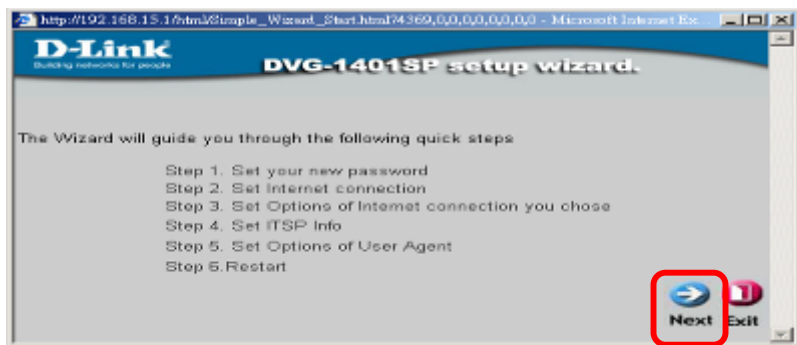 http://192.168.15.1/html/Simple_Wizard_Start.html?4369,0,0,0,0,0,0,0 - Microsoft Internet Ex...
D-Link
Building networks for people
DVG-1401SP setup wizard.
The Wizard will guide you through the following quick steps
Step 1. Set your new password
Step 2. Set Internet connection
Step 3. Set Options of Internet connection you chose
Step 4. Set ITSP Info
Step 5. Set Options of User Agent
Step 6.Restart
Next Exit